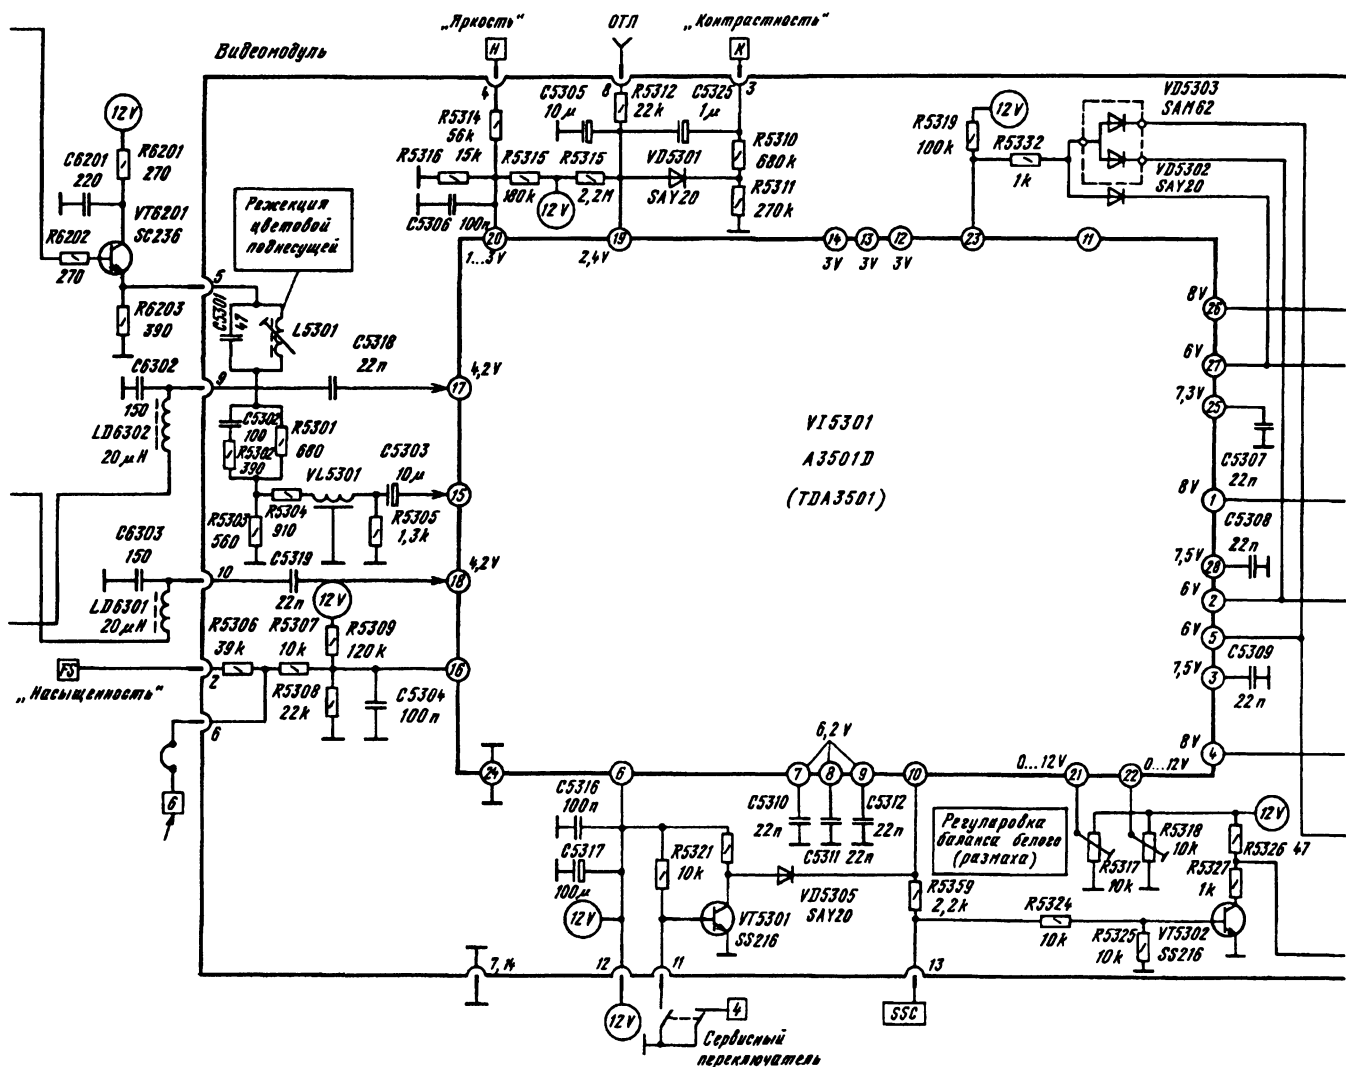 „Яркость“
ОТЛ
„Контрастность“
Видеомодуль
H
K
4
8
3
12V
C6201
220
R6201
270
VT6201
SC236
R6202
270
R6203
390
Режекция
цветовой
поднесущей
R5314
56k
R5316
15k
C5306
100n
R5315
180k
12V
R5315
2,2M
C5305
10μ
R5312
22k
C5325
1μ
VD5301
SAY20
R5310
680k
R5311
270k
R5319
100k
12V
R5332
1k
VD5303
SAM62
VD5302
SAY20
20
1...3V
19
2,4V
14
3V
13
3V
12
3V
23
11
5
C5301
47
L5301
C5318
22n
4,2V
17
C6302
150
9
LD6302
20μH
C5302
100
R5302
390
R5301
680
VL5301
C5303
10μ
15
R5303
560
R5304
910
R5305
1,3k
C6303
150
10
C5319
22n
4,2V
18
LD6301
20μH
12V
R5306
39k
R5307
10k
R5309
120k
FS
„Насыщенность“
2
R5308
22k
C5304
100n
16
6
6
VI5301
A3501D
(TDA3501)
8V
26
6V
27
7,3V
25
C5307
22n
8V
1
C5308
22n
7,5V
28
6V
2
6V
5
C5309
7,5V
3
22n
8V
4
24
6
6,2V
7
8
9
10
0...12V
21
22
0...12V
C5316
100n
C5317
100μ
12V
R5321
10k
VT5301
SS216
C5310
22n
C5311
22n
C5312
22n
VD5305
SAY20
Регулировка
баланса белого
(размаха)
R5359
2,2k
R5317
10k
R5318
10k
12V
R5326
47
R5327
1k
R5324
10k
R5325
10k
VT5302
SS216
7,14
12
11
13
12V
4
SSC
Сервисный
переключатель